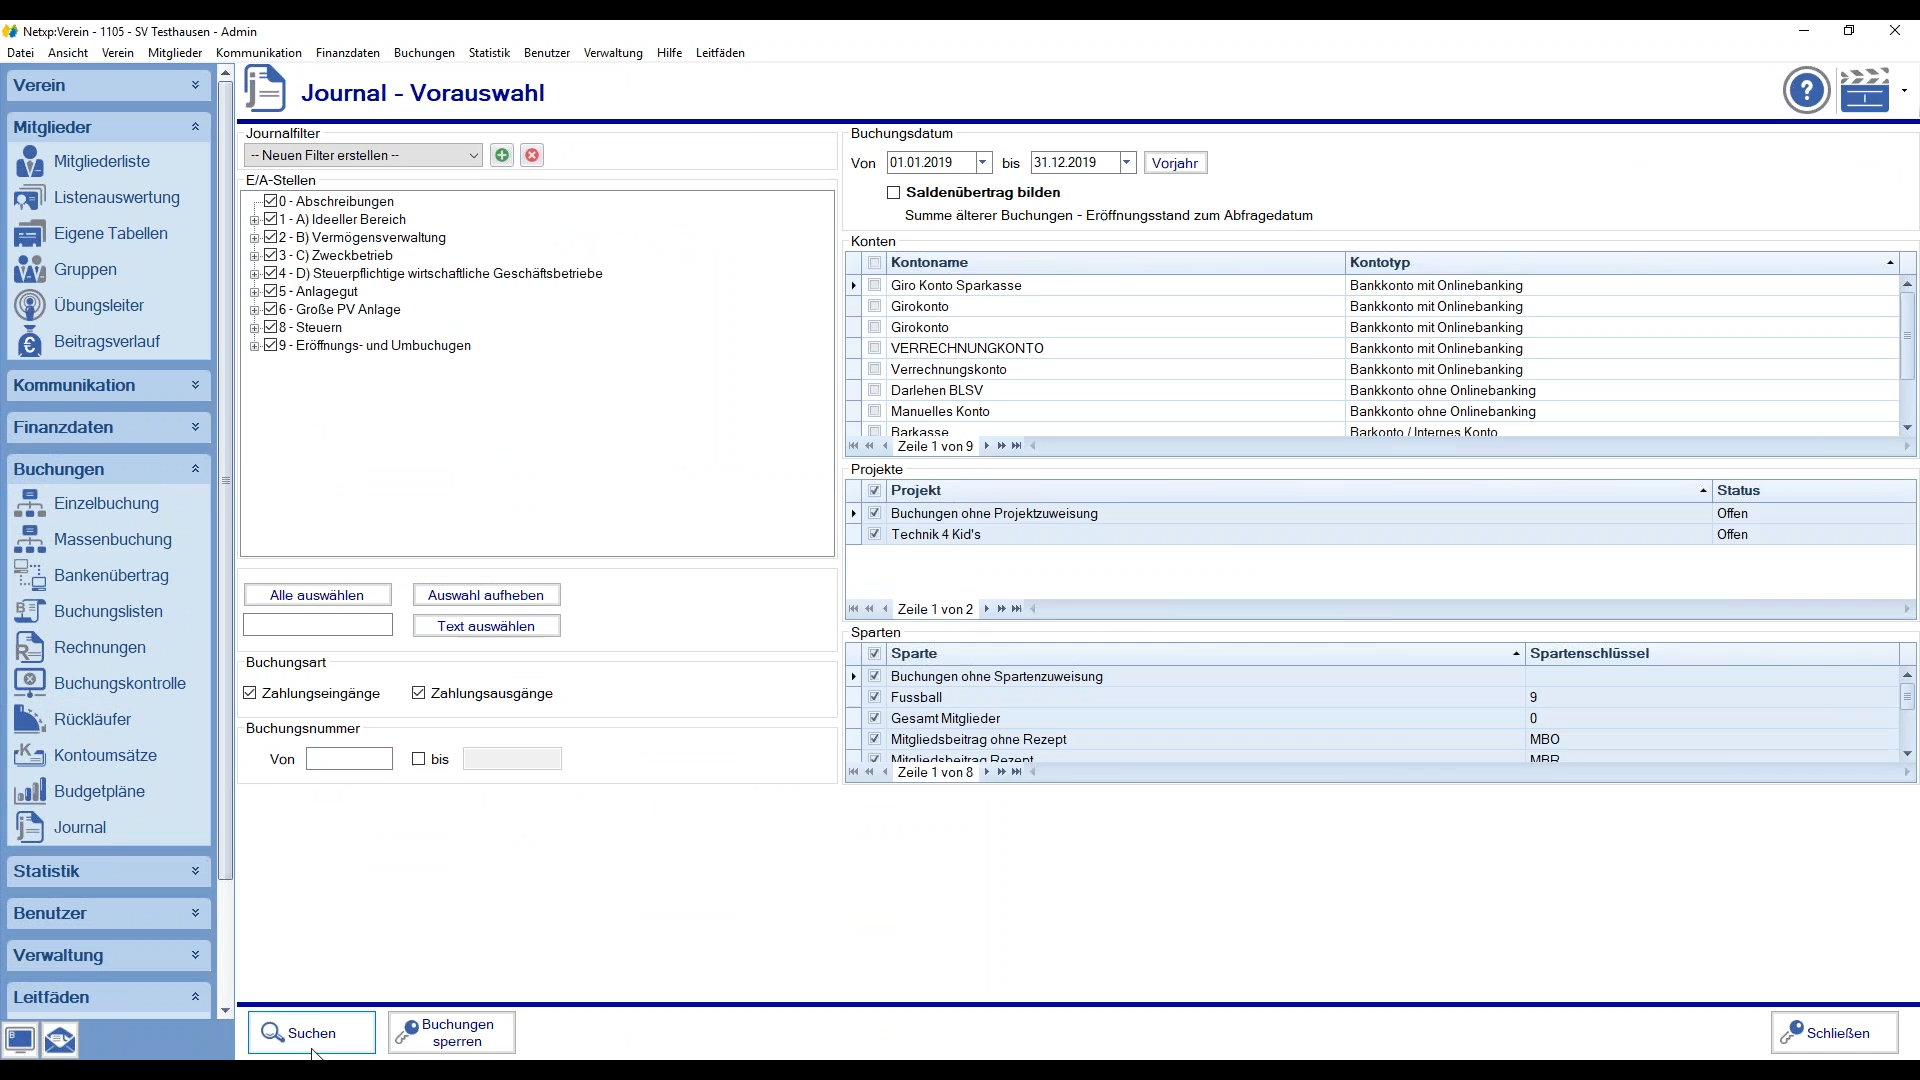 Netxp:Verein - 1105 - SV Testhausen - Admin
Datei Ansicht Verein Mitglieder Kommunikation Finanzdaten Buchungen Statistik Benutzer Verwaltung Hilfe Leitfäden
Verein
Mitglieder
Mitgliederliste
Listenauswertung
Eigene Tabellen
Gruppen
Übungsleiter
Beitragsverlauf
Kommunikation
Finanzdaten
Buchungen
Einzelbuchung
Massenbuchung
Bankenübertrag
Buchungslisten
Rechnungen
Buchungskontrolle
Rückläufer
Kontoumsätze
Budgetpläne
Journal
Statistik
Benutzer
Verwaltung
Leitfäden
Journal - Vorauswahl
Journalfilter
-- Neuen Filter erstellen --
E/A-Stellen
0 - Abschreibungen
1 - A) Ideeller Bereich
2 - B) Vermögensverwaltung
3 - C) Zweckbetrieb
4 - D) Steuerpflichtige wirtschaftliche Geschäftsbetriebe
5 - Anlagegut
6 - Große PV Anlage
8 - Steuern
9 - Eröffnungs- und Umbuchugen
Alle auswählen Auswahl aufheben
Text auswählen
Buchungsart
Zahlungseingänge Zahlungsausgänge
Buchungsnummer
Von bis
Buchungsdatum
Von 01.01.2019 bis 31.12.2019 Vorjahr
Saldenübertrag bilden
Summe älterer Buchungen - Eröffnungsstand zum Abfragedatum
Konten
Kontoname Kontotyp
Giro Konto Sparkasse Bankkonto mit Onlinebanking
Girokonto Bankkonto mit Onlinebanking
Girokonto Bankkonto mit Onlinebanking
VERRECHNUNGKONTO Bankkonto mit Onlinebanking
Verrechnungskonto Bankkonto mit Onlinebanking
Darlehen BLSV Bankkonto ohne Onlinebanking
Manuelles Konto Bankkonto ohne Onlinebanking
Barkasse Barkonto / Internes Konto
Zeile 1 von 9
Projekte
Projekt Status
Buchungen ohne Projektzuweisung Offen
Technik 4 Kid's Offen
Zeile 1 von 2
Sparten
Sparte Spartenschlüssel
Buchungen ohne Spartenzuweisung
Fussball 9
Gesamt Mitglieder 0
Mitgliedsbeitrag ohne Rezept MBO
Mitgliedsbeitrag Rezept MBR
Zeile 1 von 8
Suchen
Buchungen
sperren
Schließen